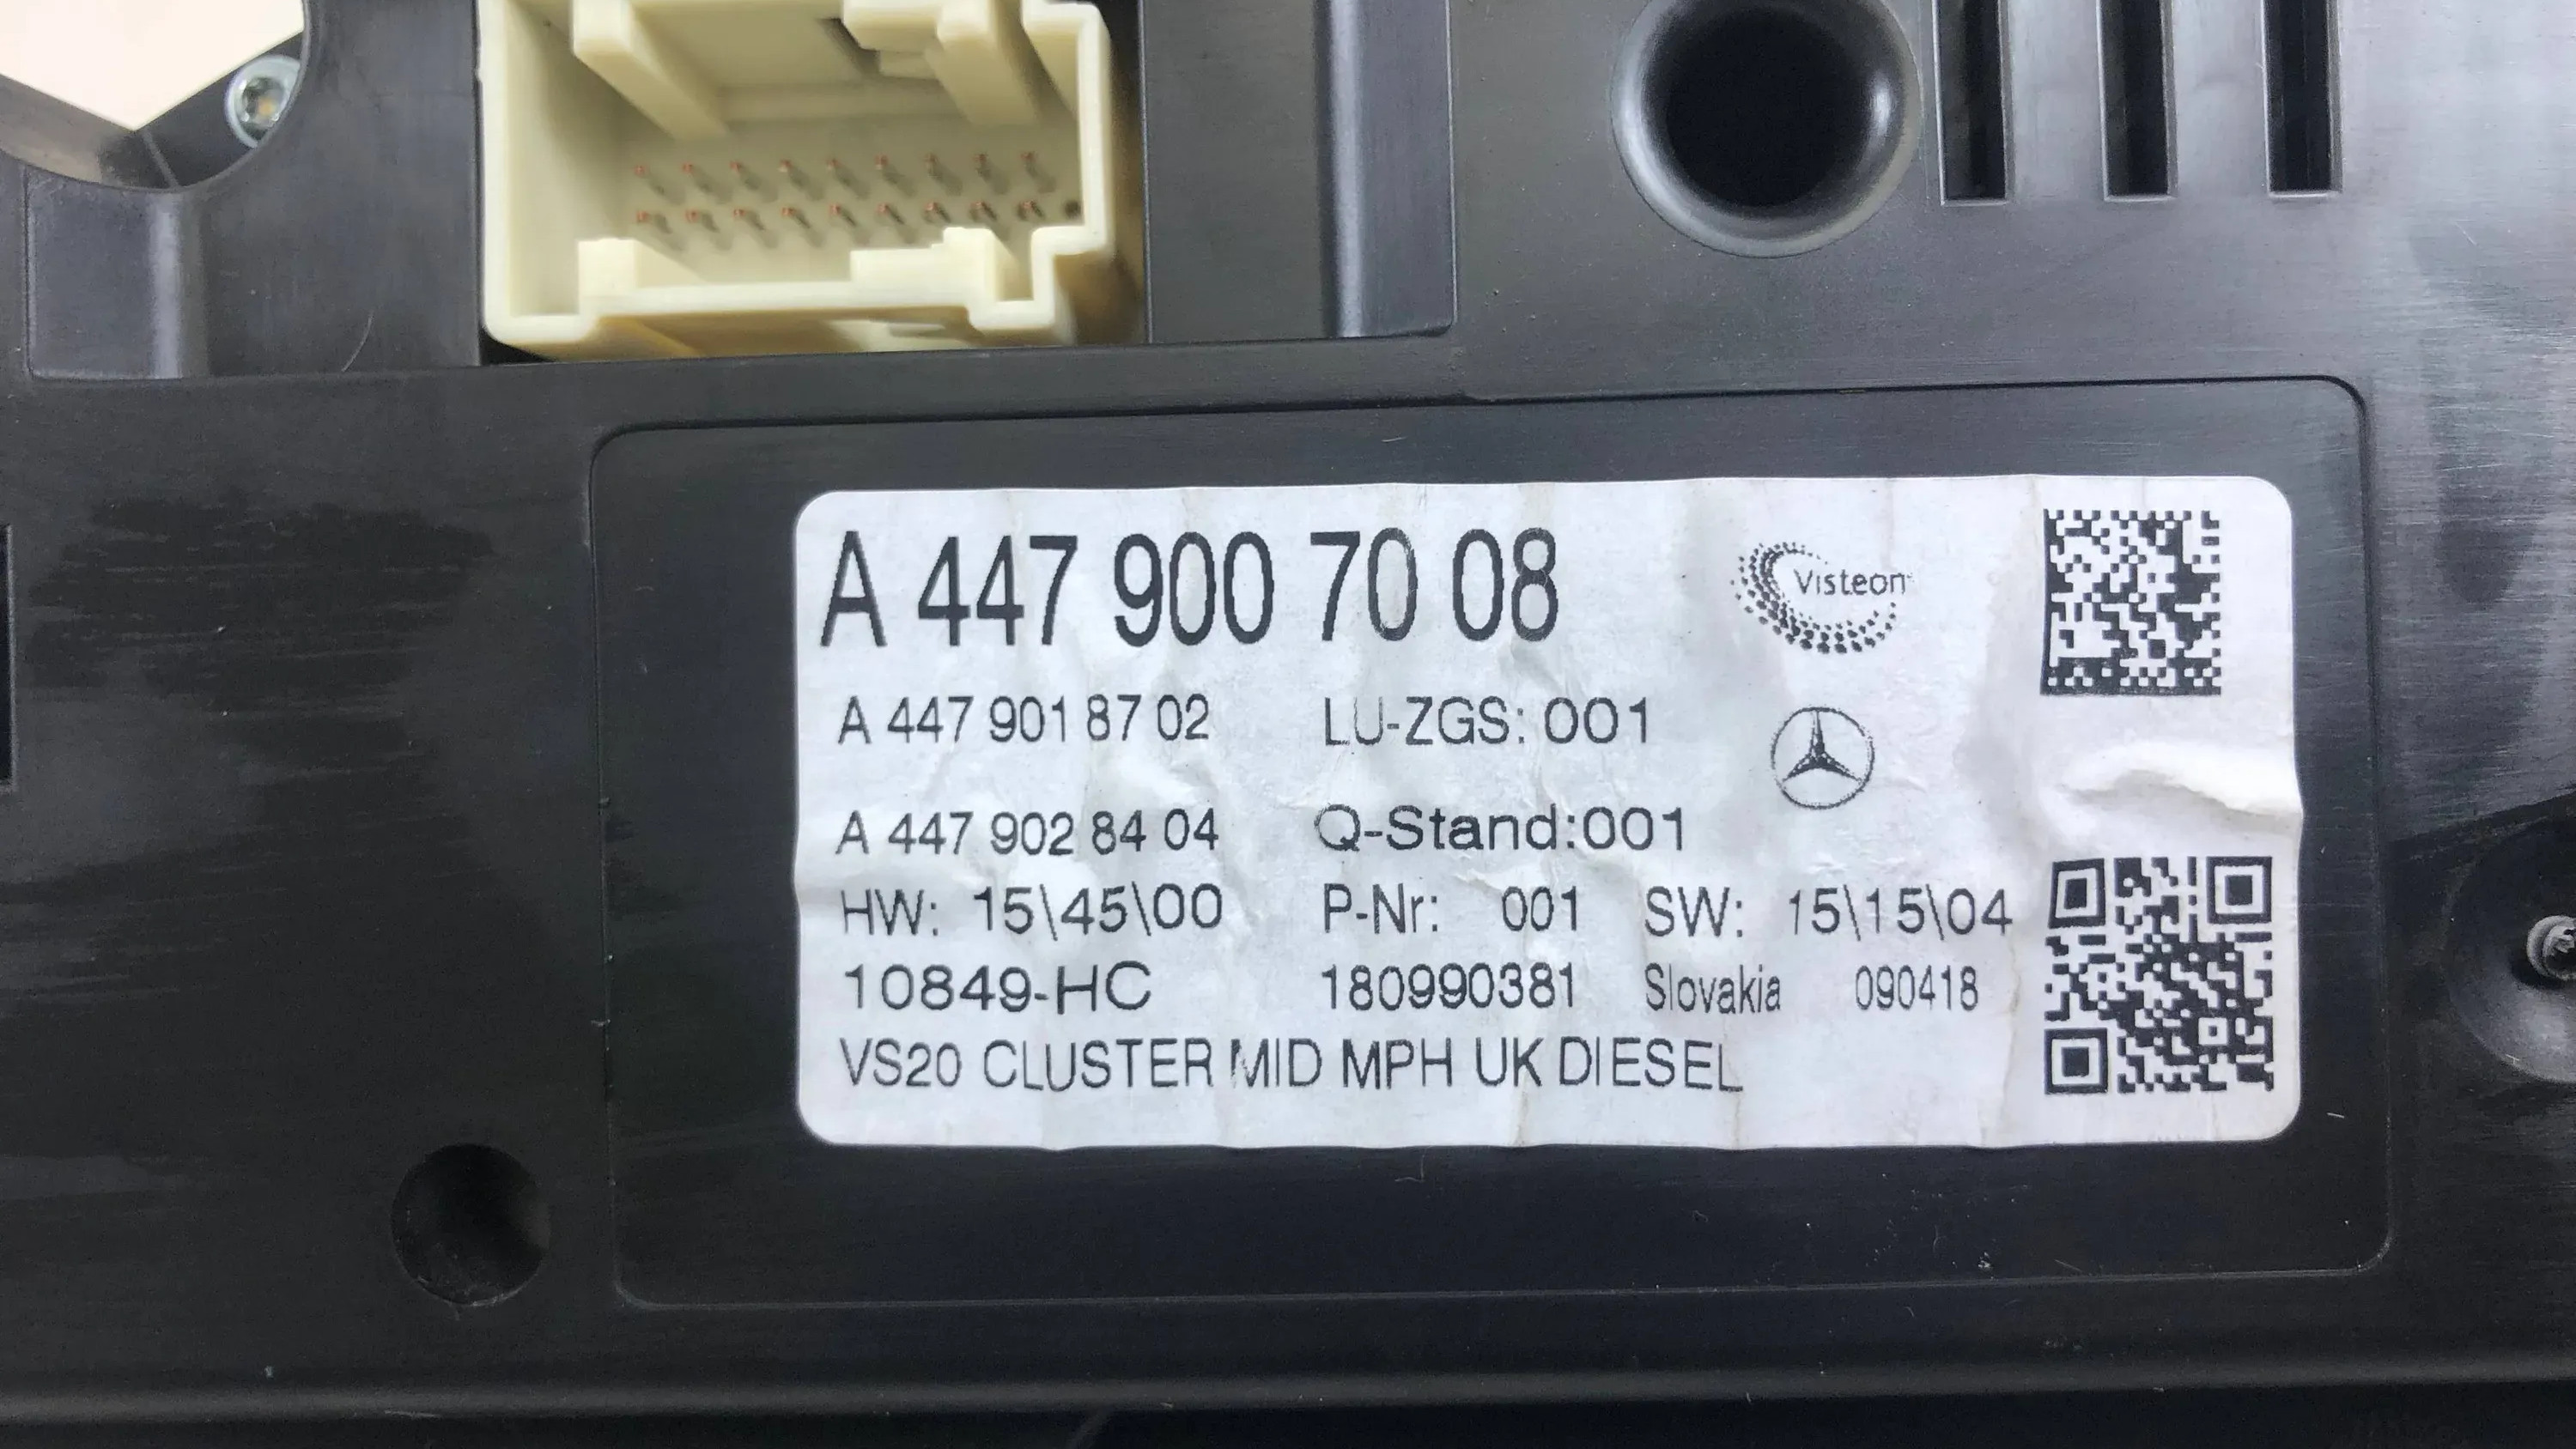 A 447 900 70 08
Visteon
A 447 901 87 02 LU-ZGS: 001
A 447 902 84 04 Q-Stand:001
HW: 15\45\00 P-Nr: 001 SW: 15\15\04
10849-HC 180990381 Slovakia 090418
VS20 CLUSTER MID MPH UK DIESEL